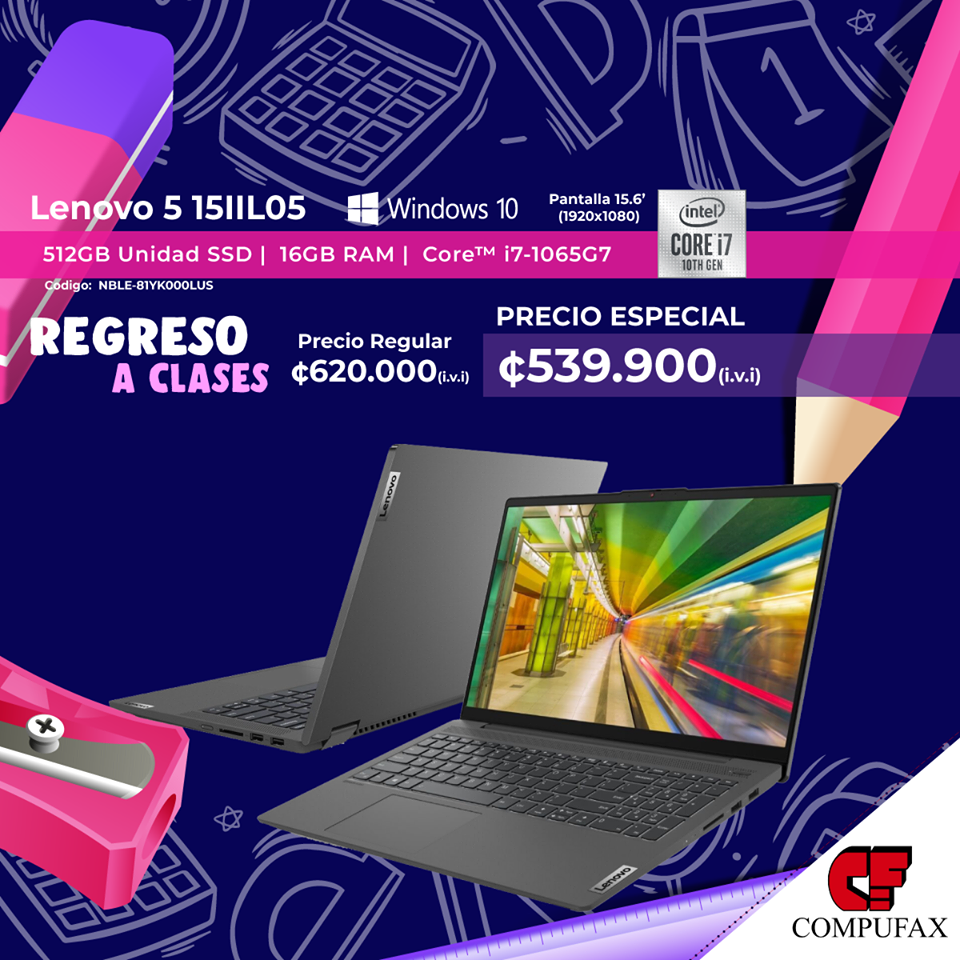 Lenovo 5 15IIL05
Windows 10
Pantalla 15.6’
(1920x1080)
intel
CORE i7
10TH GEN
512GB Unidad SSD | 16GB RAM | Core™ i7-1065G7
Código: NBLE-81YK000LUS
REGRESO
A CLASES
Precio Regular
₡620.000(i.v.i)
PRECIO ESPECIAL
₡539.900(i.v.i)
1
Lenovo
Lenovo
CF
COMPUFAX